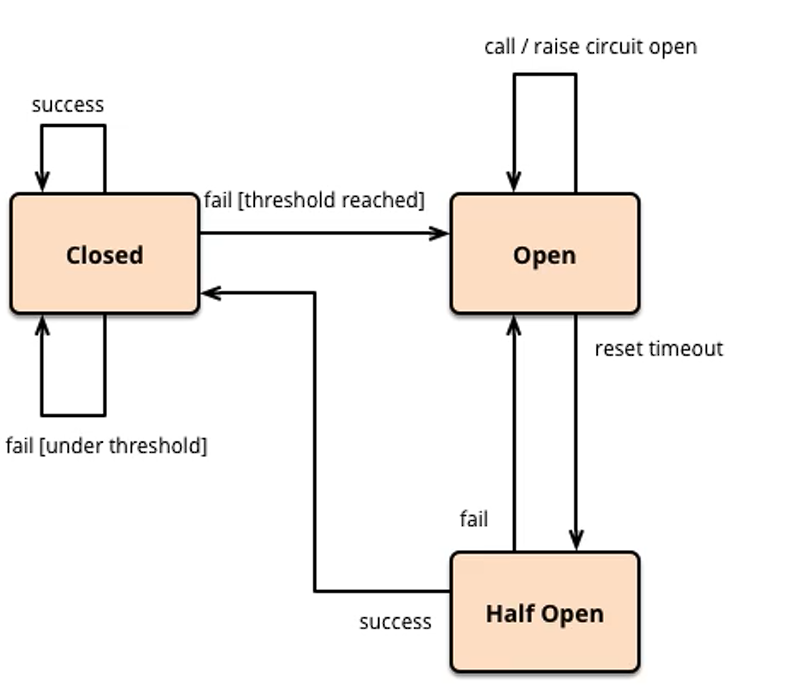 call / raise circuit open
success
fail [threshold reached]
Closed
Open
reset timeout
fail [under threshold]
fail
Half Open
success